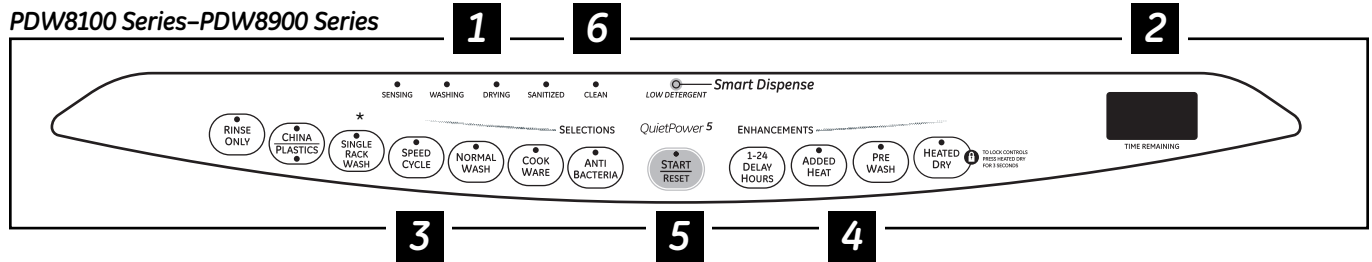 PDW8100 Series–PDW8900 Series
1
6
2
SENSING WASHING DRYING SANITIZED CLEAN
LOW DETERGENT
Smart Dispense
RINSE
ONLY
CHINA
PLASTICS
*
SINGLE
RACK
WASH
SPEED
CYCLE
NORMAL
WASH
COOK
WARE
ANTI
BACTERIA
SELECTIONS
QuietPower 5
START
RESET
ENHANCEMENTS
1-24
DELAY
HOURS
ADDED
HEAT
PRE
WASH
HEATED
DRY
TO LOCK CONTROLS
PRESS HEATED DRY
FOR 3 SECONDS
TIME REMAINING
3
5
4